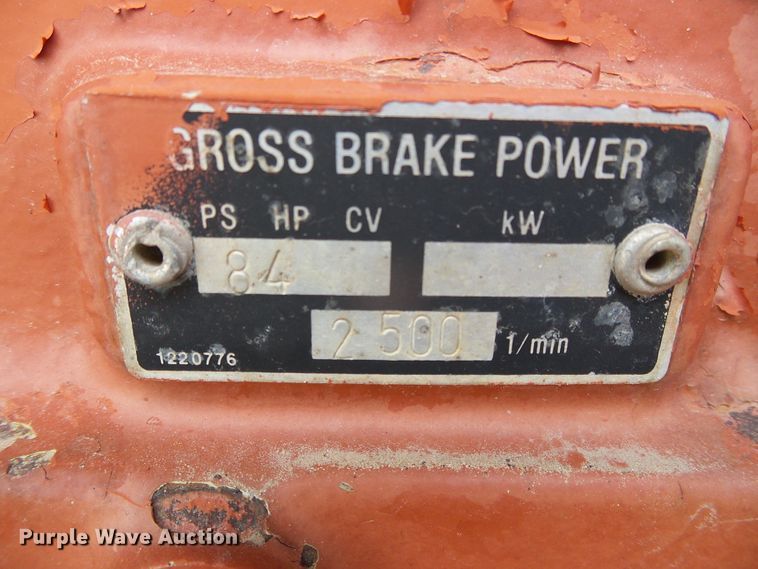 GROSS BRAKE POWER
PS HP CV kW
84
2 500 1/min
1220776
Purple Wave Auction